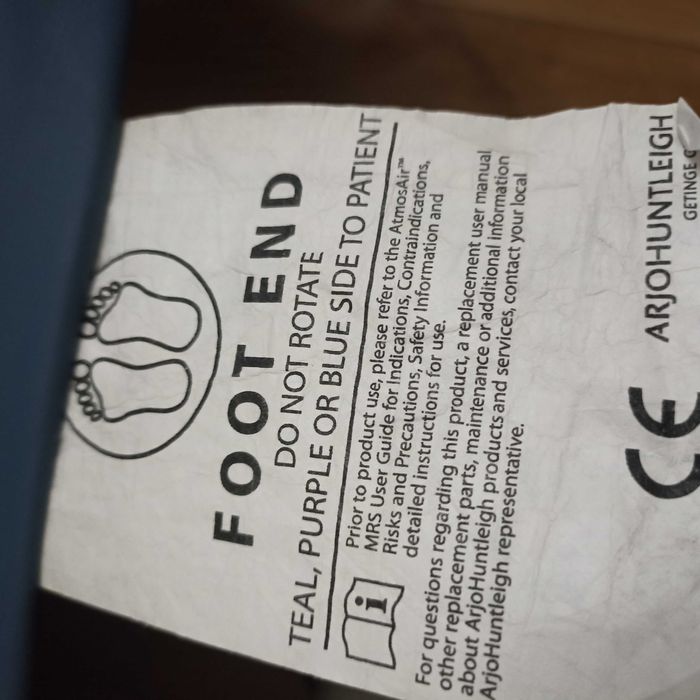 FOOT END
DO NOT ROTATE
TEAL, PURPLE OR BLUE SIDE TO PATIENT
i
Prior to product use, please refer to the AtmosAir™
MRS User Guide for Indications, Contraindications,
Risks and Precautions, Safety Information and
detailed instructions for use.
For questions regarding this product, a replacement user manual,
other replacement parts, maintenance or additional information
about ArjoHuntleigh products and services, contact your local
ArjoHuntleigh representative.
CE
ARJOHUNTLEIGH
GETINGE